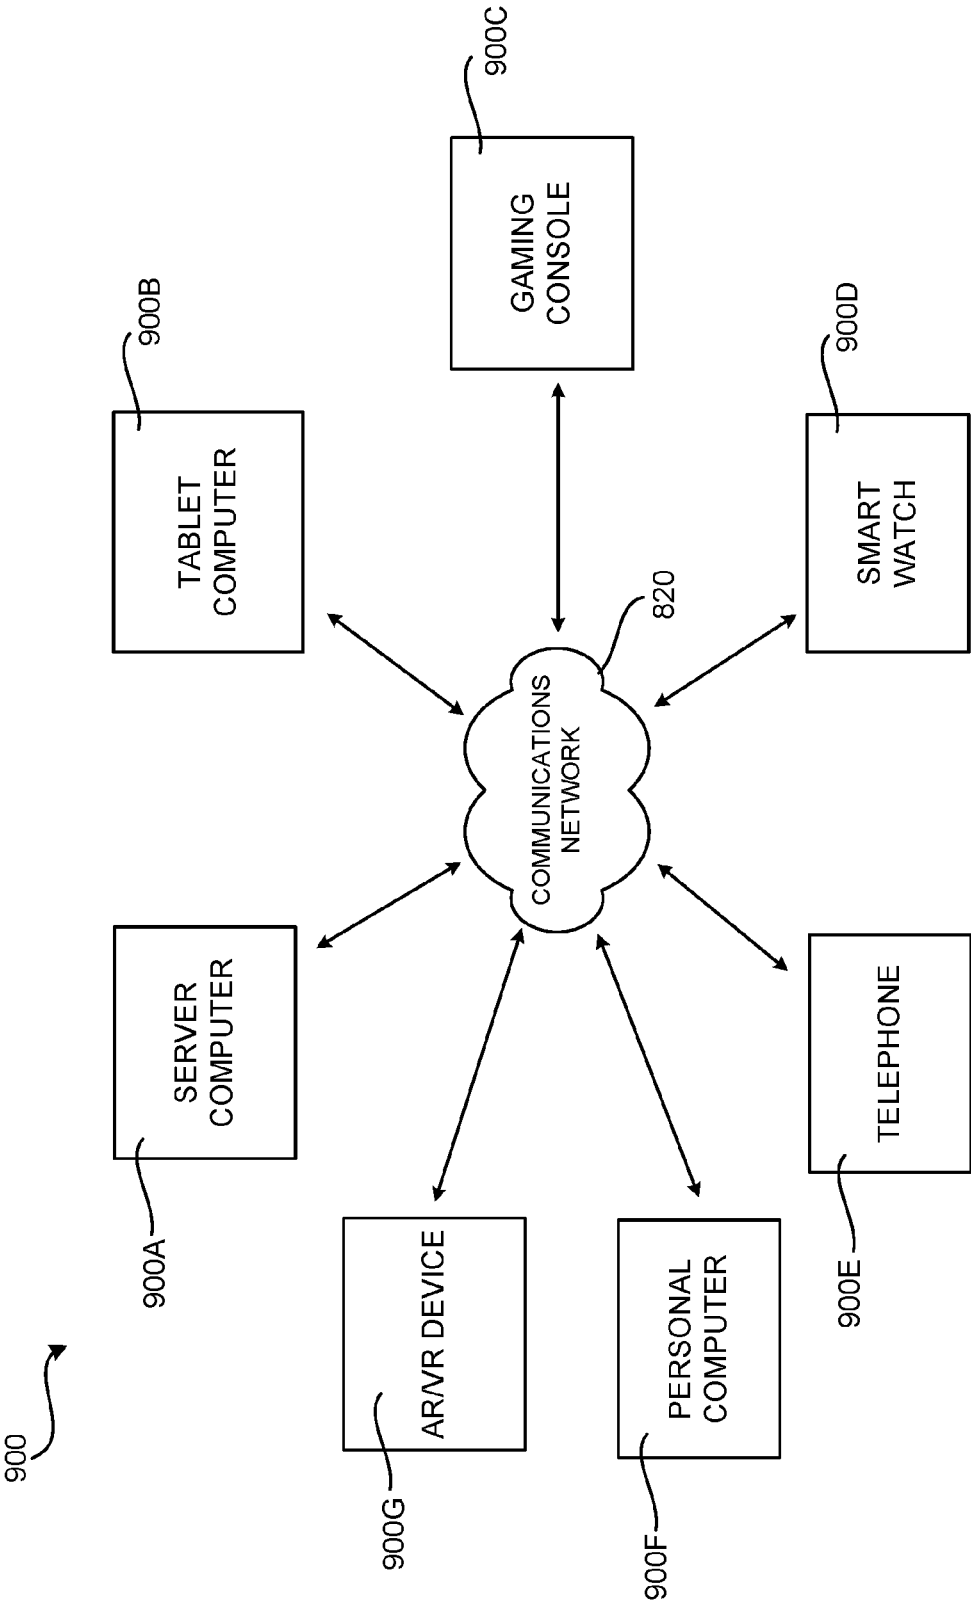 900
900A
SERVER
COMPUTER
900B
TABLET
COMPUTER
900G
AR/VR DEVICE
COMMUNICATIONS
NETWORK
820
900C
GAMING
CONSOLE
900F
PERSONAL
COMPUTER
900E
TELEPHONE
900D
SMART
WATCH